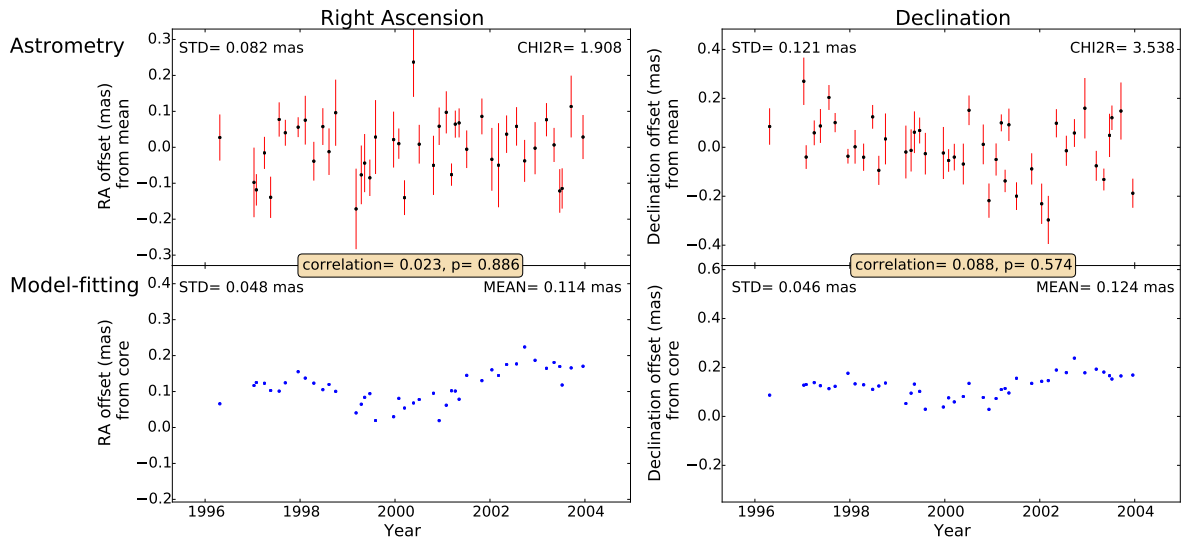 Right Ascension
Declination
Astrometry
STD= 0.082 mas
CHI2R= 1.908
STD= 0.121 mas
CHI2R= 3.538
RA offset (mas)
from mean
0.3
0.2
0.1
0.0
−0.1
−0.2
−0.3
Declination offset (mas)
from mean
0.4
0.2
0.0
−0.2
−0.4
correlation= 0.023, p= 0.886
correlation= 0.088, p= 0.574
Model-fitting
STD= 0.048 mas
MEAN= 0.114 mas
STD= 0.046 mas
MEAN= 0.124 mas
RA offset (mas)
from core
0.4
0.3
0.2
0.1
0.0
−0.1
−0.2
Declination offset (mas)
from core
0.6
0.4
0.2
0.0
−0.2
1996 1998 2000 2002 2004
Year
1996 1998 2000 2002 2004
Year